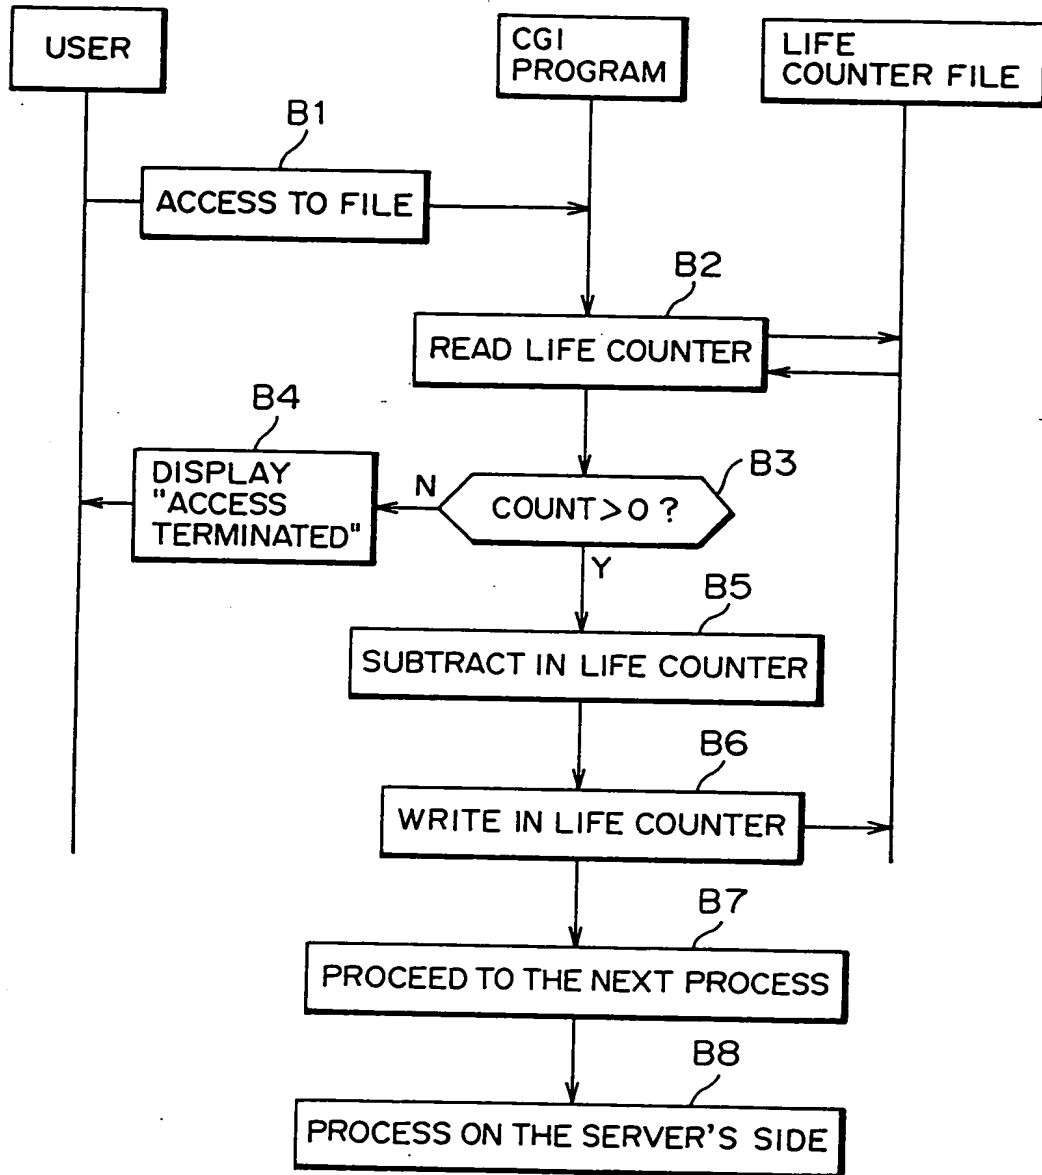 USER
CGI
PROGRAM
LIFE
COUNTER FILE
B1
ACCESS TO FILE
B2
READ LIFE COUNTER
B4
DISPLAY
"ACCESS
TERMINATED"
N
B3
COUNT>0 ?
Y
B5
SUBTRACT IN LIFE COUNTER
B6
WRITE IN LIFE COUNTER
B7
PROCEED TO THE NEXT PROCESS
B8
PROCESS ON THE SERVER'S SIDE